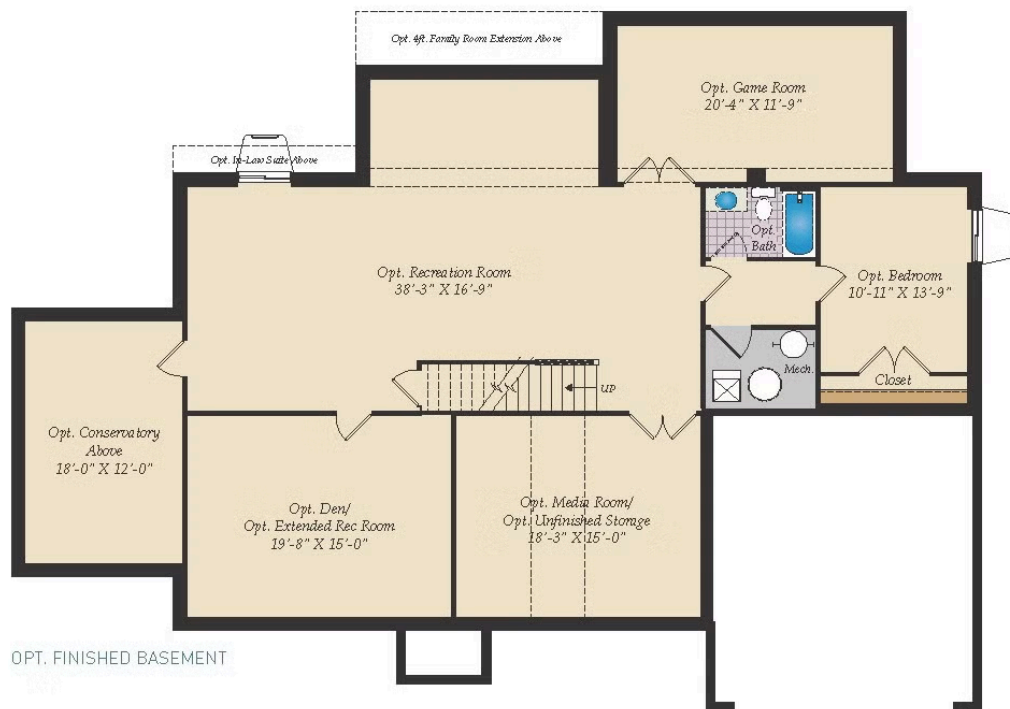 Opt. 4ft. Family Room Extension Above
Opt. Game Room
20'-4" X 11'-9"
Opt. In-Law Suite Above
Opt.
Bath
Opt. Recreation Room
38'-3" X 16'-9"
Opt. Bedroom
10'-11" X 13'-9"
Mech.
Closet
UP
Opt. Conservatory
Above
18'-0" X 12'-0"
Opt. Den/
Opt. Extended Rec Room
19'-8" X 15'-0"
Opt. Media Room/
Opt. Unfinished Storage
18'-3" X 15'-0"
OPT. FINISHED BASEMENT